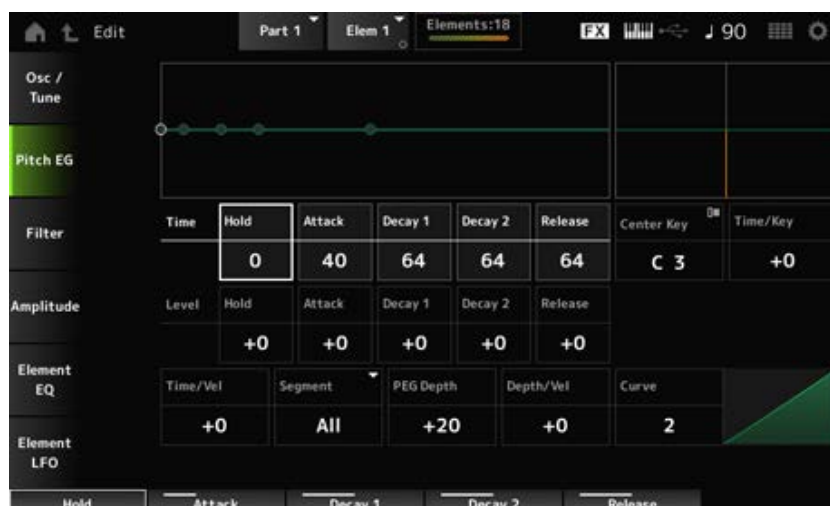 Edit Part 1 Elem 1 Elements:18 FX ♩ 90
Osc /
Tune
Pitch EG
Filter
Amplitude
Element
EQ
Element
LFO
Time Hold Attack Decay 1 Decay 2 Release Center Key Time/Key
0 40 64 64 64 C 3 +0
Level Hold Attack Decay 1 Decay 2 Release
+0 +0 +0 +0 +0
Time/Vel Segment PEG Depth Depth/Vel Curve
+0 All +20 +0 2
Hold Attack Decay 1 Decay 2 Release